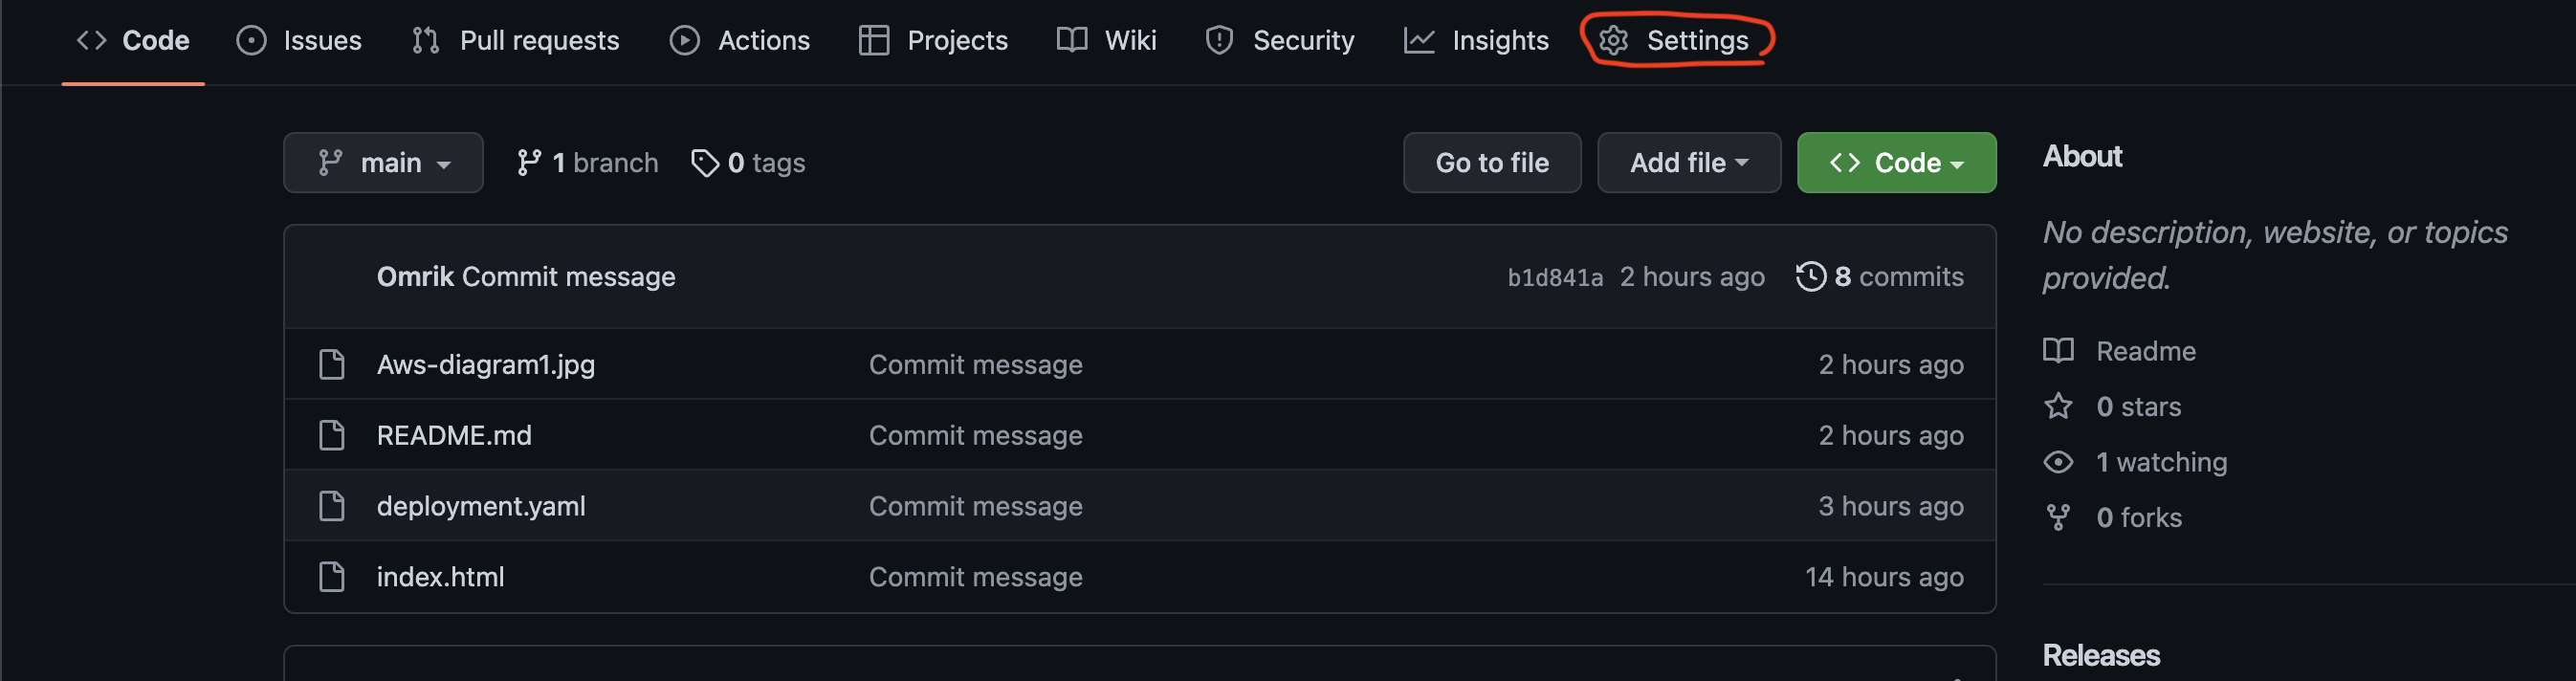 Code Issues Pull requests Actions Projects Wiki Security Insights Settings
main 1 branch 0 tags Go to file Add file Code
About
No description, website, or topics
provided.
Omrik Commit message b1d841a 2 hours ago 8 commits
Aws-diagram1.jpg Commit message 2 hours ago
README.md Commit message 2 hours ago
deployment.yaml Commit message 3 hours ago
index.html Commit message 14 hours ago
Readme
0 stars
1 watching
0 forks
Releases